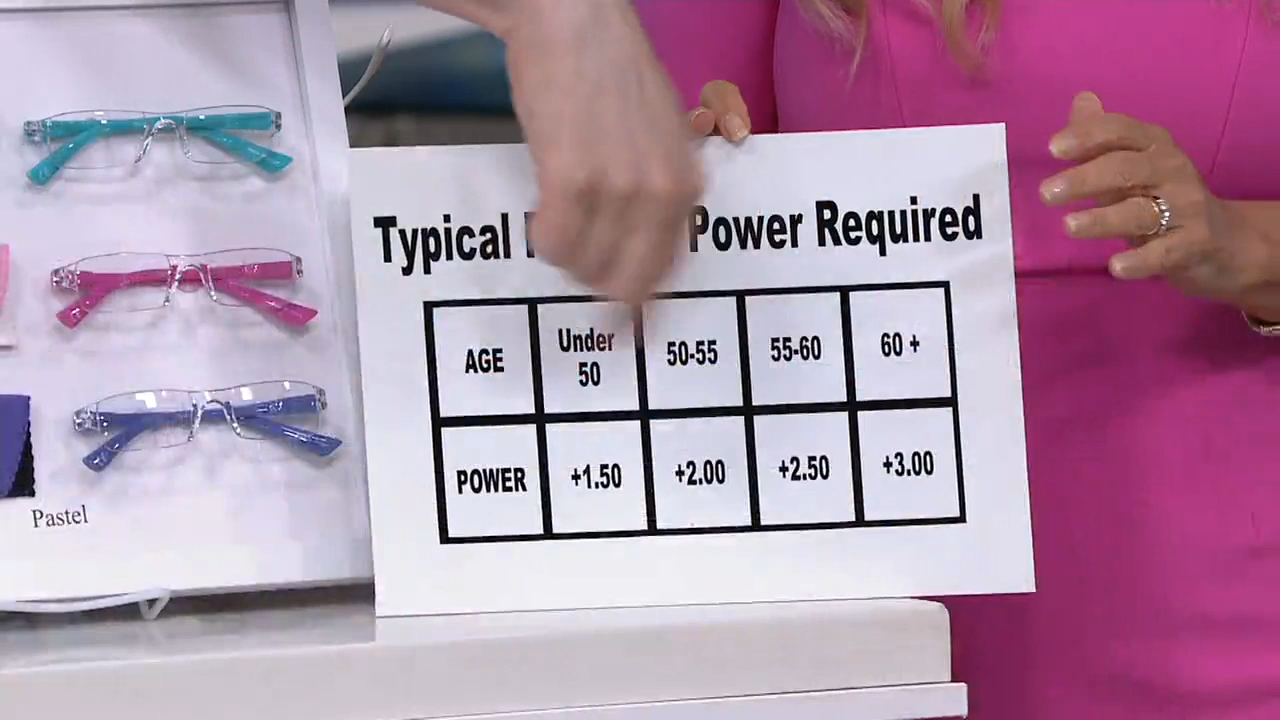 Typical Power Required
AGE
Under
50
50-55
55-60
60 +
POWER
+1.50
+2.00
+2.50
+3.00
Pastel